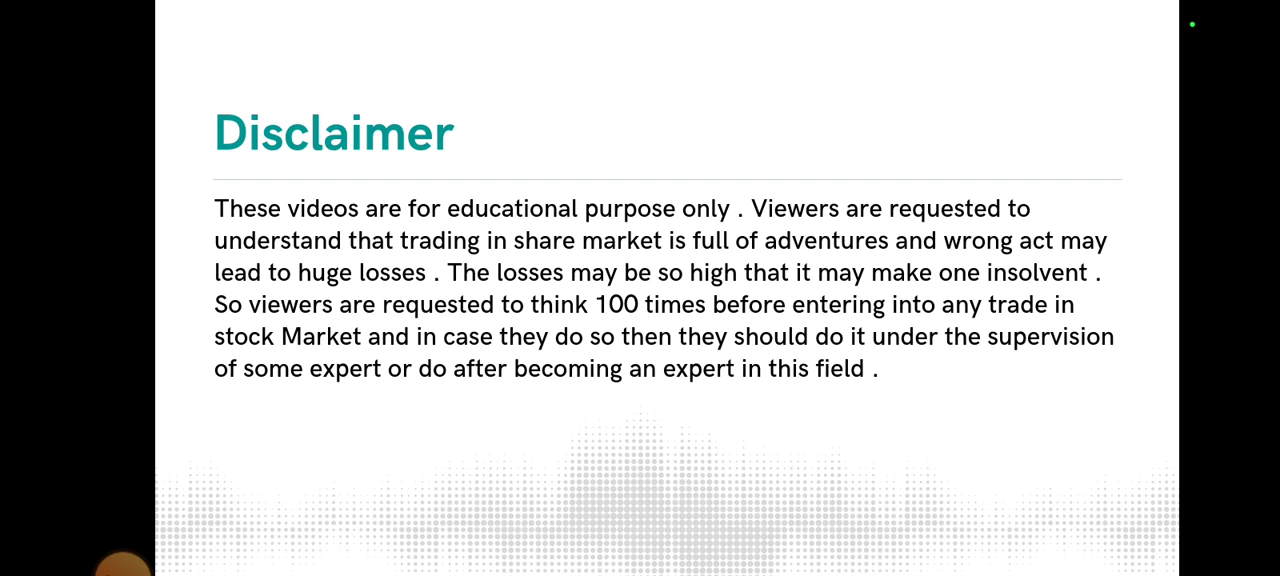 Disclaimer
These videos are for educational purpose only . Viewers are requested to
understand that trading in share market is full of adventures and wrong act may
lead to huge losses . The losses may be so high that it may make one insolvent .
So viewers are requested to think 100 times before entering into any trade in
stock Market and in case they do so then they should do it under the supervision
of some expert or do after becoming an expert in this field .